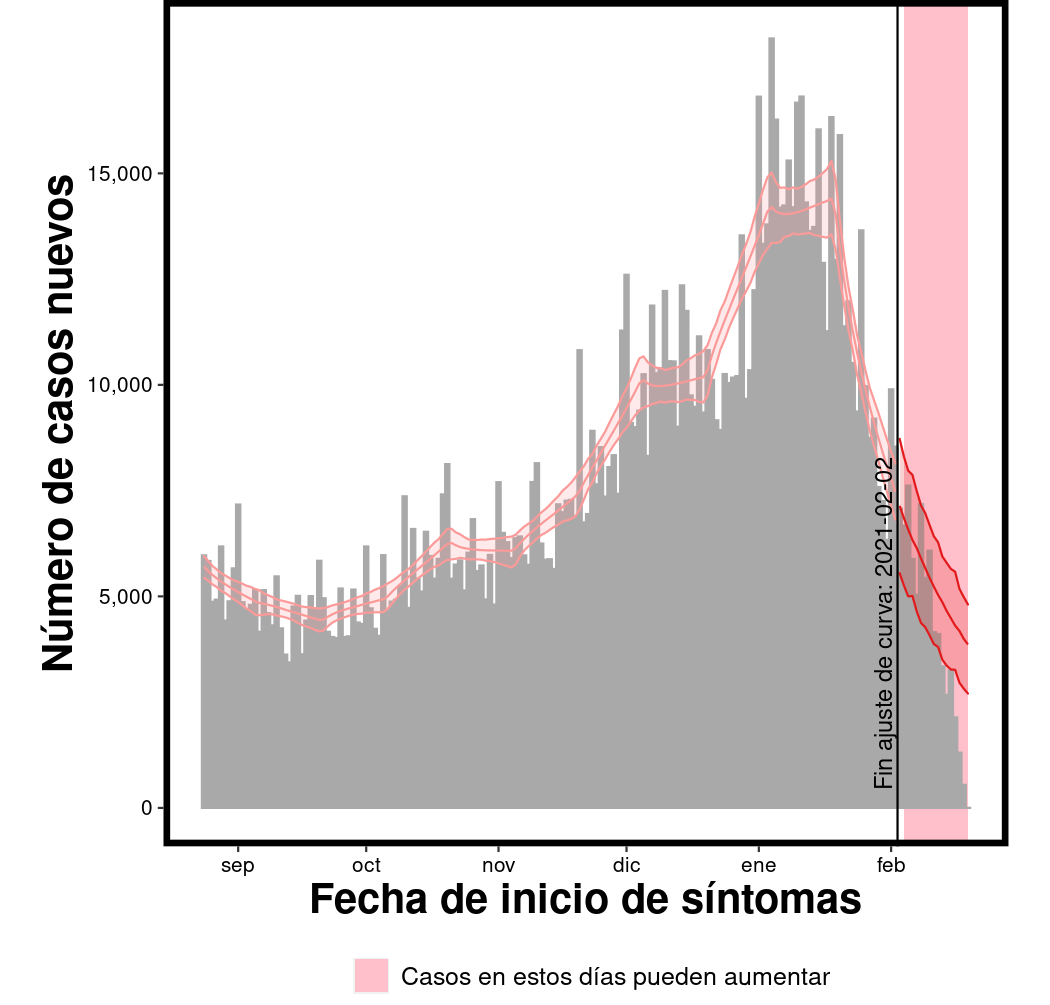 Número de casos nuevos
15,000
10,000
5,000
0
Fin ajuste de curva: 2021-02-02
sep oct nov dic ene feb
Fecha de inicio de síntomas
Casos en estos días pueden aumentar